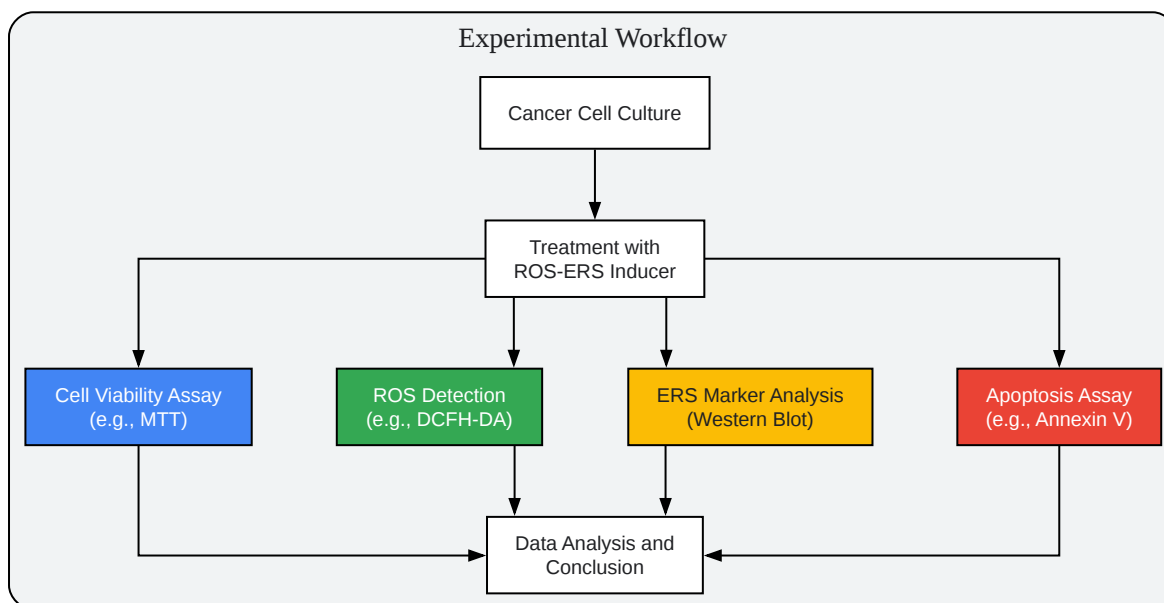 Experimental Workflow
Cancer Cell Culture
Treatment with
ROS-ERS Inducer
Cell Viability Assay
(e.g., MTT)
ROS Detection
(e.g., DCFH-DA)
ERS Marker Analysis
(Western Blot)
Apoptosis Assay
(e.g., Annexin V)
Data Analysis and
Conclusion